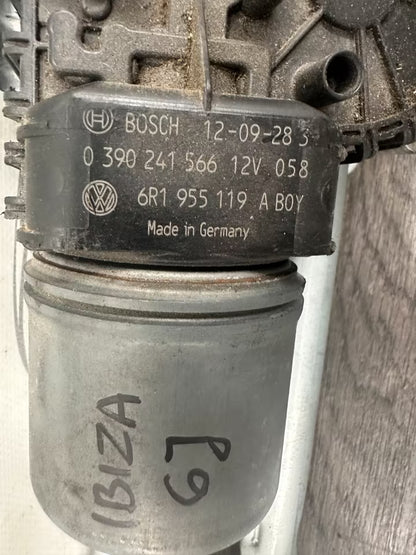 BOSCH 12-09-28 3
0 390 241 566 12V 058
6R1 955 119 A BOY
Made in Germany
IBIZA
6J